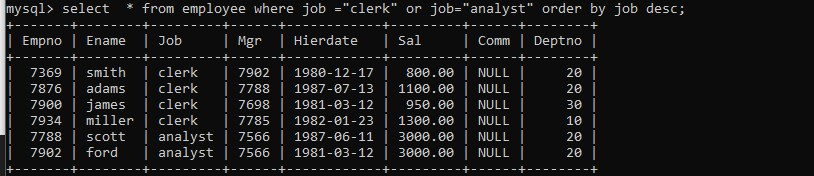 mysql> select  * from employee where job ="clerk" or job="analyst" order by job desc;
+-------+--------+---------+------+------------+---------+------+--------+
| Empno | Ename  | Job     | Mgr  | Hierdate   | Sal     | Comm | Deptno |
+-------+--------+---------+------+------------+---------+------+--------+
|  7369 | smith  | clerk   | 7902 | 1980-12-17 |  800.00 | NULL |     20 |
|  7876 | adams  | clerk   | 7788 | 1987-07-13 | 1100.00 | NULL |     20 |
|  7900 | james  | clerk   | 7698 | 1981-03-12 |  950.00 | NULL |     30 |
|  7934 | miller | clerk   | 7785 | 1982-01-23 | 1300.00 | NULL |     10 |
|  7788 | scott  | analyst | 7566 | 1987-06-11 | 3000.00 | NULL |     20 |
|  7902 | ford   | analyst | 7566 | 1981-03-12 | 3000.00 | NULL |     20 |
+-------+--------+---------+------+------------+---------+------+--------+